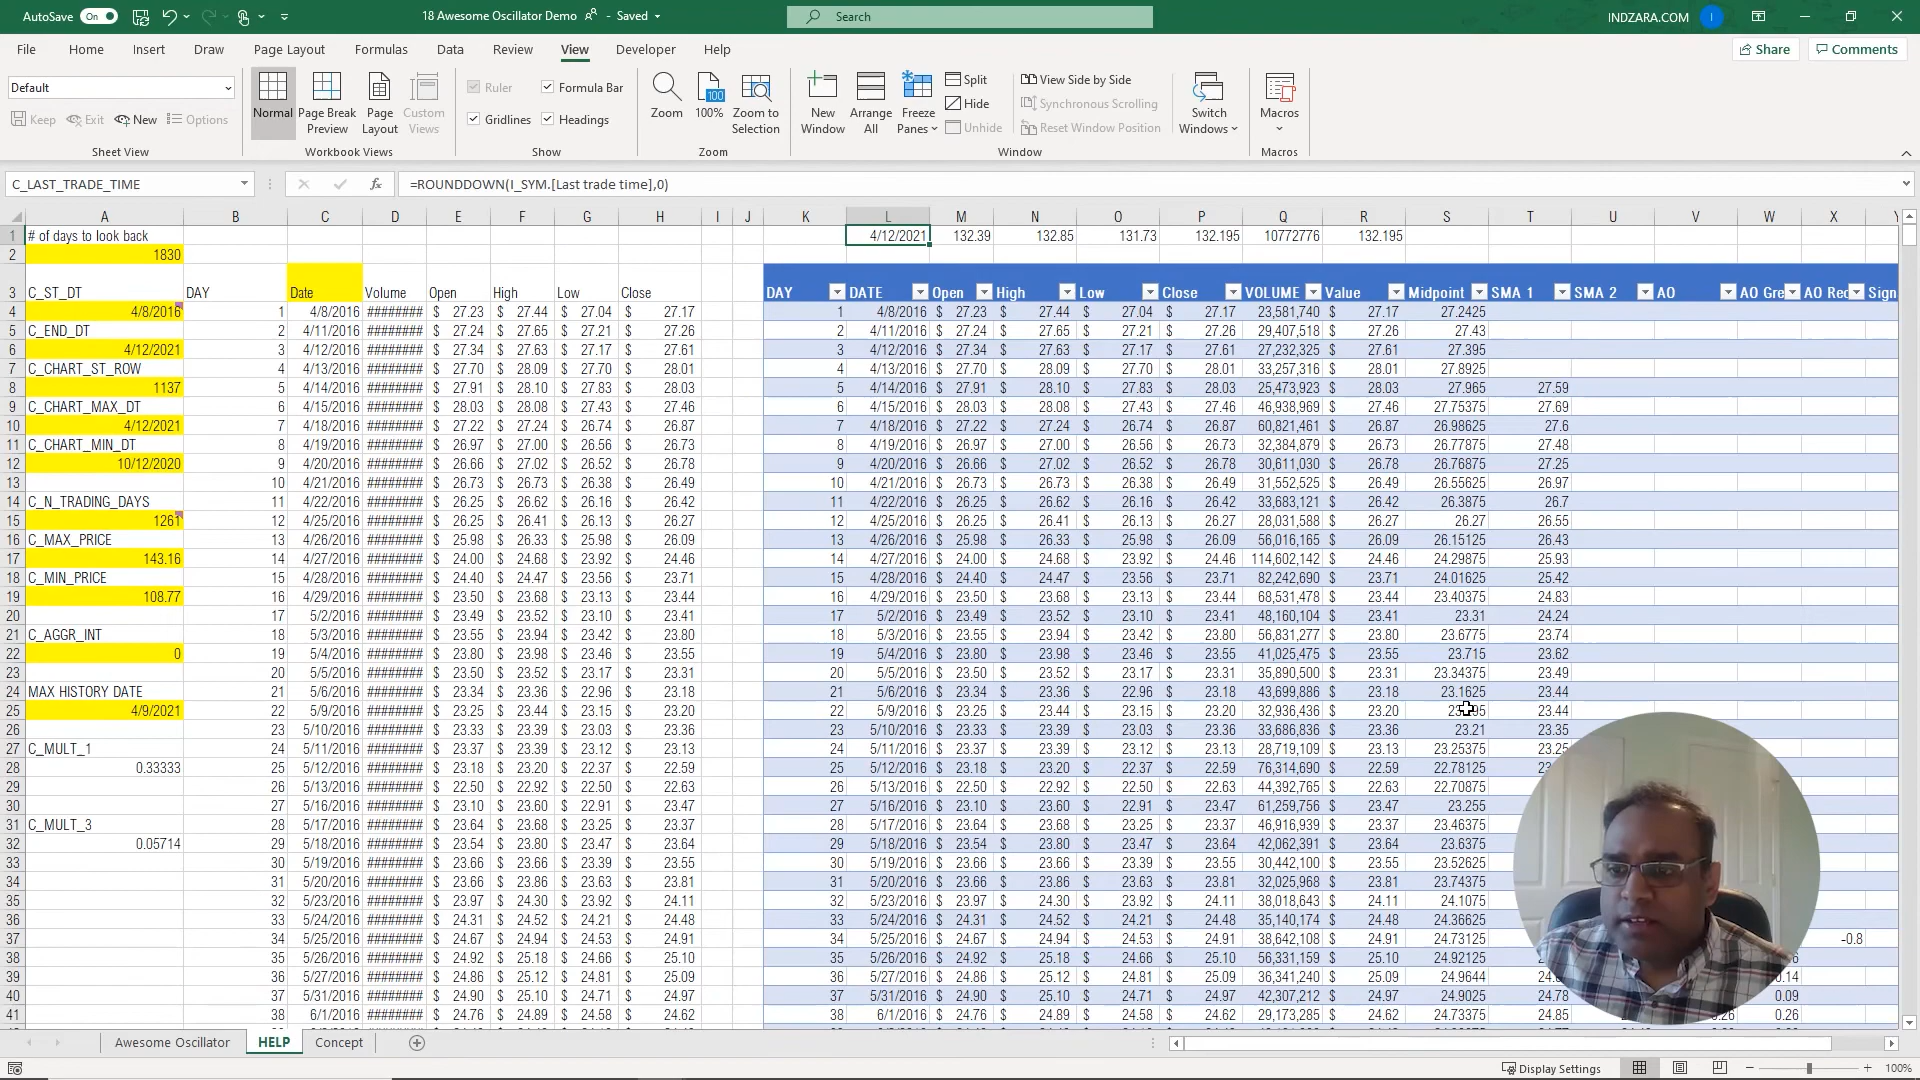 AutoSave On 18 Awesome Oscillator Demo - Saved Search INDZARA.COM I
File Home Insert Draw Page Layout Formulas Data Review View Developer Help Share Comments
Default Ruler Formula Bar Split View Side by Side
Keep Exit New Options Normal Page Break Preview Page Layout Custom Views Gridlines Headings Zoom 100 100% Zoom to Selection New Window Arrange All Freeze Panes Hide Synchronous Scrolling Switch Windows Macros
Unhide Reset Window Position
Sheet View Workbook Views Show Zoom Window Macros
C_LAST_TRADE_TIME fx =ROUNDDOWN(I_SYM.[Last trade time],0)
A B C D E F G H I J K L M N O P Q R S T U V W X Y
1 # of days to look back 4/12/2021 132.39 132.85 131.73 132.195 10772776 132.195
2 1830
3 C_ST_DT DAY Date Volume Open High Low Close DAY DATE Open High Low Close VOLUME Value Midpoint SMA 1 SMA 2 AO AO Gre AO Rec Sign
4 4/8/2016 1 4/8/2016 ######## $ 27.23 $ 27.44 $ 27.04 $ 27.17 1 4/8/2016 $ 27.23 $ 27.44 $ 27.04 $ 27.17 23,581,740 $ 27.17 27.2425
5 C_END_DT 2 4/11/2016 ######## $ 27.24 $ 27.65 $ 27.21 $ 27.26 2 4/11/2016 $ 27.24 $ 27.65 $ 27.21 $ 27.26 29,407,518 $ 27.26 27.43
6 4/12/2021 3 4/12/2016 ######## $ 27.34 $ 27.63 $ 27.17 $ 27.61 3 4/12/2016 $ 27.34 $ 27.63 $ 27.17 $ 27.61 27,232,325 $ 27.61 27.395
7 C_CHART_ST_ROW 4 4/13/2016 ######## $ 27.70 $ 28.09 $ 27.70 $ 28.01 4 4/13/2016 $ 27.70 $ 28.09 $ 27.70 $ 28.01 33,257,316 $ 28.01 27.8925
8 1137 5 4/14/2016 ######## $ 27.91 $ 28.10 $ 27.83 $ 28.03 5 4/14/2016 $ 27.91 $ 28.10 $ 27.83 $ 28.03 25,473,923 $ 28.03 27.965 27.59
9 C_CHART_MAX_DT 6 4/15/2016 ######## $ 28.03 $ 28.08 $ 27.43 $ 27.46 6 4/15/2016 $ 28.03 $ 28.08 $ 27.43 $ 27.46 46,938,969 $ 27.46 27.75375 27.69
10 4/12/2021 7 4/18/2016 ######## $ 27.22 $ 27.24 $ 26.74 $ 26.87 7 4/18/2016 $ 27.22 $ 27.24 $ 26.74 $ 26.87 60,821,461 $ 26.87 26.98625 27.6
11 C_CHART_MIN_DT 8 4/19/2016 ######## $ 26.97 $ 27.00 $ 26.56 $ 26.73 8 4/19/2016 $ 26.97 $ 27.00 $ 26.56 $ 26.73 32,384,879 $ 26.73 26.77875 27.48
12 10/12/2020 9 4/20/2016 ######## $ 26.66 $ 27.02 $ 26.52 $ 26.78 9 4/20/2016 $ 26.66 $ 27.02 $ 26.52 $ 26.78 30,611,030 $ 26.78 26.76875 27.25
13 10 4/21/2016 ######## $ 26.73 $ 26.73 $ 26.38 $ 26.49 10 4/21/2016 $ 26.73 $ 26.73 $ 26.38 $ 26.49 31,552,525 $ 26.49 26.55625 26.97
14 C_N_TRADING_DAYS 11 4/22/2016 ######## $ 26.25 $ 26.62 $ 26.16 $ 26.42 11 4/22/2016 $ 26.25 $ 26.62 $ 26.16 $ 26.42 33,683,121 $ 26.42 26.3875 26.7
15 1261 12 4/25/2016 ######## $ 26.25 $ 26.41 $ 26.13 $ 26.27 12 4/25/2016 $ 26.25 $ 26.41 $ 26.13 $ 26.27 28,031,588 $ 26.27 26.27 26.55
16 C_MAX_PRICE 13 4/26/2016 ######## $ 25.98 $ 26.33 $ 25.98 $ 26.09 13 4/26/2016 $ 25.98 $ 26.33 $ 25.98 $ 26.09 56,016,165 $ 26.09 26.15125 26.43
17 143.16 14 4/27/2016 ######## $ 24.00 $ 24.68 $ 23.92 $ 24.46 14 4/27/2016 $ 24.00 $ 24.68 $ 23.92 $ 24.46 114,602,142 $ 24.46 24.29875 25.93
18 C_MIN_PRICE 15 4/28/2016 ######## $ 24.40 $ 24.47 $ 23.56 $ 23.71 15 4/28/2016 $ 24.40 $ 24.47 $ 23.56 $ 23.71 82,242,690 $ 23.71 24.01625 25.42
19 108.77 16 4/29/2016 ######## $ 23.50 $ 23.68 $ 23.13 $ 23.44 16 4/29/2016 $ 23.50 $ 23.68 $ 23.13 $ 23.44 68,531,478 $ 23.44 23.40375 24.83
20 17 5/2/2016 ######## $ 23.49 $ 23.52 $ 23.10 $ 23.41 17 5/2/2016 $ 23.49 $ 23.52 $ 23.10 $ 23.41 48,160,104 $ 23.41 23.31 24.24
21 C_AGGR_INT 18 5/3/2016 ######## $ 23.55 $ 23.94 $ 23.42 $ 23.80 18 5/3/2016 $ 23.55 $ 23.94 $ 23.42 $ 23.80 56,831,277 $ 23.80 23.6775 23.74
22 0 19 5/4/2016 ######## $ 23.80 $ 23.98 $ 23.46 $ 23.55 19 5/4/2016 $ 23.80 $ 23.98 $ 23.46 $ 23.55 41,025,475 $ 23.55 23.715 23.62
23 20 5/5/2016 ######## $ 23.50 $ 23.52 $ 23.17 $ 23.31 20 5/5/2016 $ 23.50 $ 23.52 $ 23.17 $ 23.31 35,890,500 $ 23.31 23.34375 23.49
24 MAX HISTORY DATE 21 5/6/2016 ######## $ 23.34 $ 23.36 $ 22.96 $ 23.18 21 5/6/2016 $ 23.34 $ 23.36 $ 22.96 $ 23.18 43,699,886 $ 23.18 23.1625 23.44
25 4/9/2021 22 5/9/2016 ######## $ 23.25 $ 23.44 $ 23.15 $ 23.20 22 5/9/2016 $ 23.25 $ 23.44 $ 23.15 $ 23.20 32,936,436 $ 23.20 23.44
26 23 5/10/2016 ######## $ 23.33 $ 23.39 $ 23.03 $ 23.36 23 5/10/2016 $ 23.33 $ 23.39 $ 23.03 $ 23.36 33,686,836 $ 23.36 23.21 23.35
27 C_MULT_1 24 5/11/2016 ######## $ 23.37 $ 23.39 $ 23.12 $ 23.13 24 5/11/2016 $ 23.37 $ 23.39 $ 23.12 $ 23.13 28,719,109 $ 23.13 23.25375 23.25
28 0.33333 25 5/12/2016 ######## $ 23.18 $ 23.20 $ 22.37 $ 22.59 25 5/12/2016 $ 23.18 $ 23.20 $ 22.37 $ 22.59 76,314,690 $ 22.59 22.78125
29 26 5/13/2016 ######## $ 22.50 $ 22.92 $ 22.50 $ 22.63 26 5/13/2016 $ 22.50 $ 22.92 $ 22.50 $ 22.63 44,392,765 $ 22.63 22.70875
30 27 5/16/2016 ######## $ 23.10 $ 23.60 $ 22.91 $ 23.47 27 5/16/2016 $ 23.10 $ 23.60 $ 22.91 $ 23.47 61,259,756 $ 23.47 23.255
31 C_MULT_3 28 5/17/2016 ######## $ 23.64 $ 23.68 $ 23.25 $ 23.37 28 5/17/2016 $ 23.64 $ 23.68 $ 23.25 $ 23.37 46,916,939 $ 23.37 23.46375
32 0.05714 29 5/18/2016 ######## $ 23.54 $ 23.80 $ 23.47 $ 23.64 29 5/18/2016 $ 23.54 $ 23.80 $ 23.47 $ 23.64 42,062,391 $ 23.64 23.6375
33 30 5/19/2016 ######## $ 23.66 $ 23.66 $ 23.39 $ 23.55 30 5/19/2016 $ 23.66 $ 23.66 $ 23.39 $ 23.55 30,442,100 $ 23.55 23.52625
34 31 5/20/2016 ######## $ 23.66 $ 23.86 $ 23.63 $ 23.81 31 5/20/2016 $ 23.66 $ 23.86 $ 23.63 $ 23.81 32,025,968 $ 23.81 23.74375
35 32 5/23/2016 ######## $ 23.97 $ 24.30 $ 23.92 $ 24.11 32 5/23/2016 $ 23.97 $ 24.30 $ 23.92 $ 24.11 38,018,643 $ 24.11 24.1075
36 33 5/24/2016 ######## $ 24.31 $ 24.52 $ 24.21 $ 24.48 33 5/24/2016 $ 24.31 $ 24.52 $ 24.21 $ 24.48 35,140,174 $ 24.48 24.36625
37 34 5/25/2016 ######## $ 24.67 $ 24.94 $ 24.53 $ 24.91 34 5/25/2016 $ 24.67 $ 24.94 $ 24.53 $ 24.91 38,642,108 $ 24.91 24.73125 -0.8
38 35 5/26/2016 ######## $ 24.92 $ 25.18 $ 24.66 $ 25.10 35 5/26/2016 $ 24.92 $ 25.18 $ 24.66 $ 25.10 56,331,159 $ 25.10 24.92125
39 36 5/27/2016 ######## $ 24.86 $ 25.12 $ 24.81 $ 25.09 36 5/27/2016 $ 24.86 $ 25.12 $ 24.81 $ 25.09 36,341,240 $ 25.09 24.9644 0.14
40 37 5/31/2016 ######## $ 24.90 $ 25.10 $ 24.71 $ 24.97 37 5/31/2016 $ 24.90 $ 25.10 $ 24.71 $ 24.97 42,307,212 $ 24.97 24.9025 24.78 0.09
41 38 6/1/2016 ######## $ 24.76 $ 24.89 $ 24.58 $ 24.62 38 6/1/2016 $ 24.76 $ 24.89 $ 24.58 $ 24.62 29,173,285 $ 24.62 24.73375 24.85 0.26 0.26
Awesome Oscillator HELP Concept
Display Settings 100%